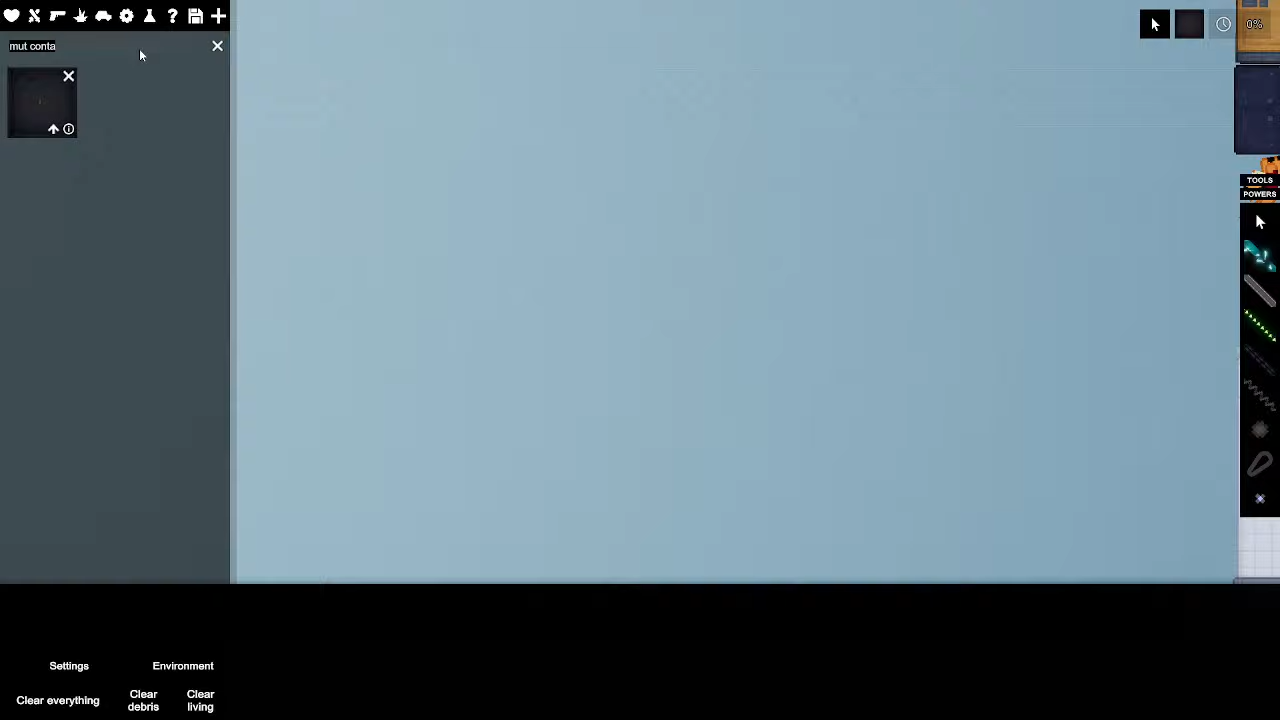 0%
mut conta
TOOLS
POWERS
Settings
Environment
Clear everything
Clear debris
Clear living